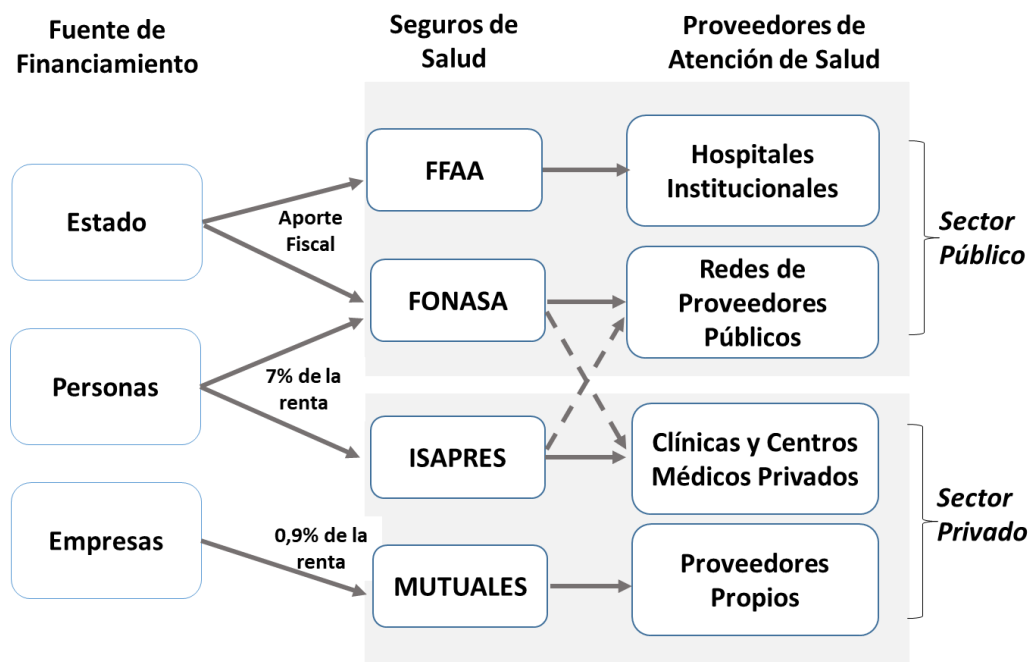 Fuente de
Financiamiento
Seguros de
Salud
Proveedores de
Atención de Salud
Estado
Aporte
Fiscal
FFAA
Hospitales
Institucionales
Sector
Público
FONASA
Redes de
Proveedores
Públicos
Personas
7% de la
renta
ISAPRES
Clínicas y Centros
Médicos Privados
Sector
Privado
Empresas
0,9% de la
renta
MUTUALES
Proveedores
Propios